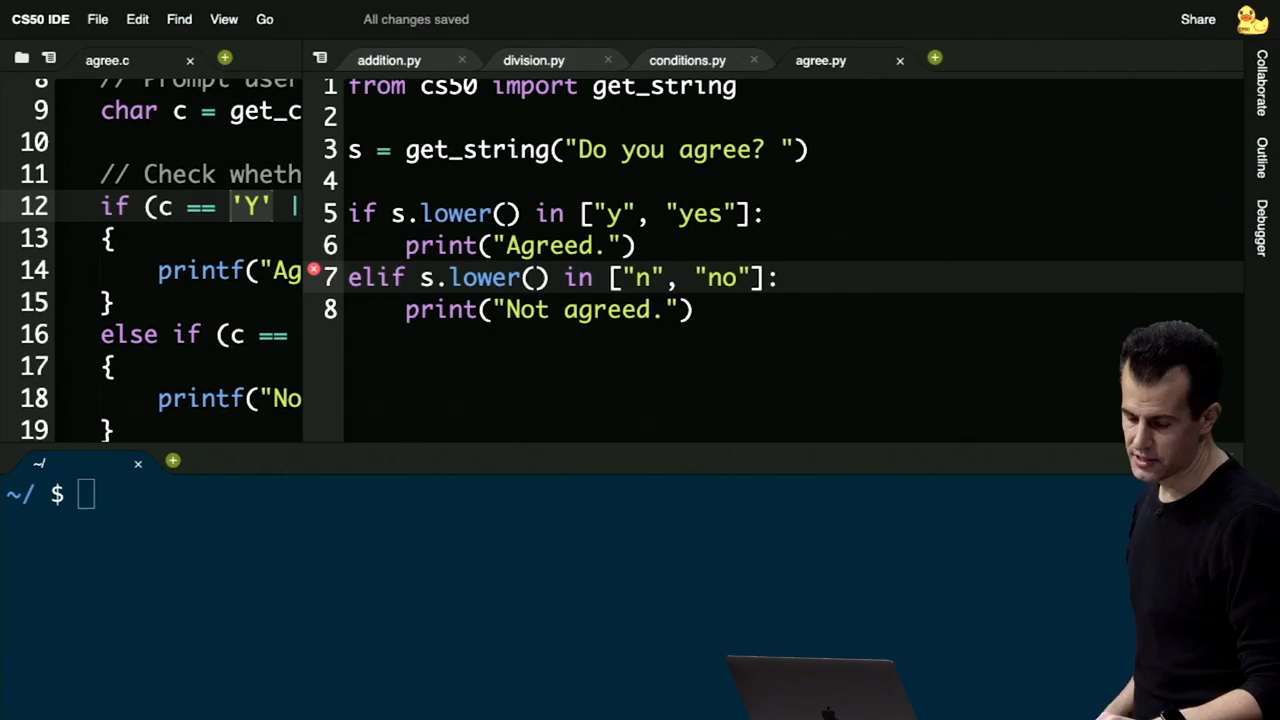 CS50 IDE File Edit Find View Go All changes saved Share
agree.c × + addition.py × division.py × conditions.py × agree.py × +
8 // Prompt user
9 char c = get_c
10
11 // Check wheth
12 if (c == 'Y' |
13 {
14 printf("Ag
15 }
16 else if (c ==
17 {
18 printf("No
19 }
1 from cs50 import get_string
2
3 s = get_string("Do you agree? ")
4
5 if s.lower() in ["y", "yes"]:
6 print("Agreed.")
7 elif s.lower() in ["n", "no"]:
8 print("Not agreed.")
Collaborate
Outline
Debugger
~/ × +
~/ $